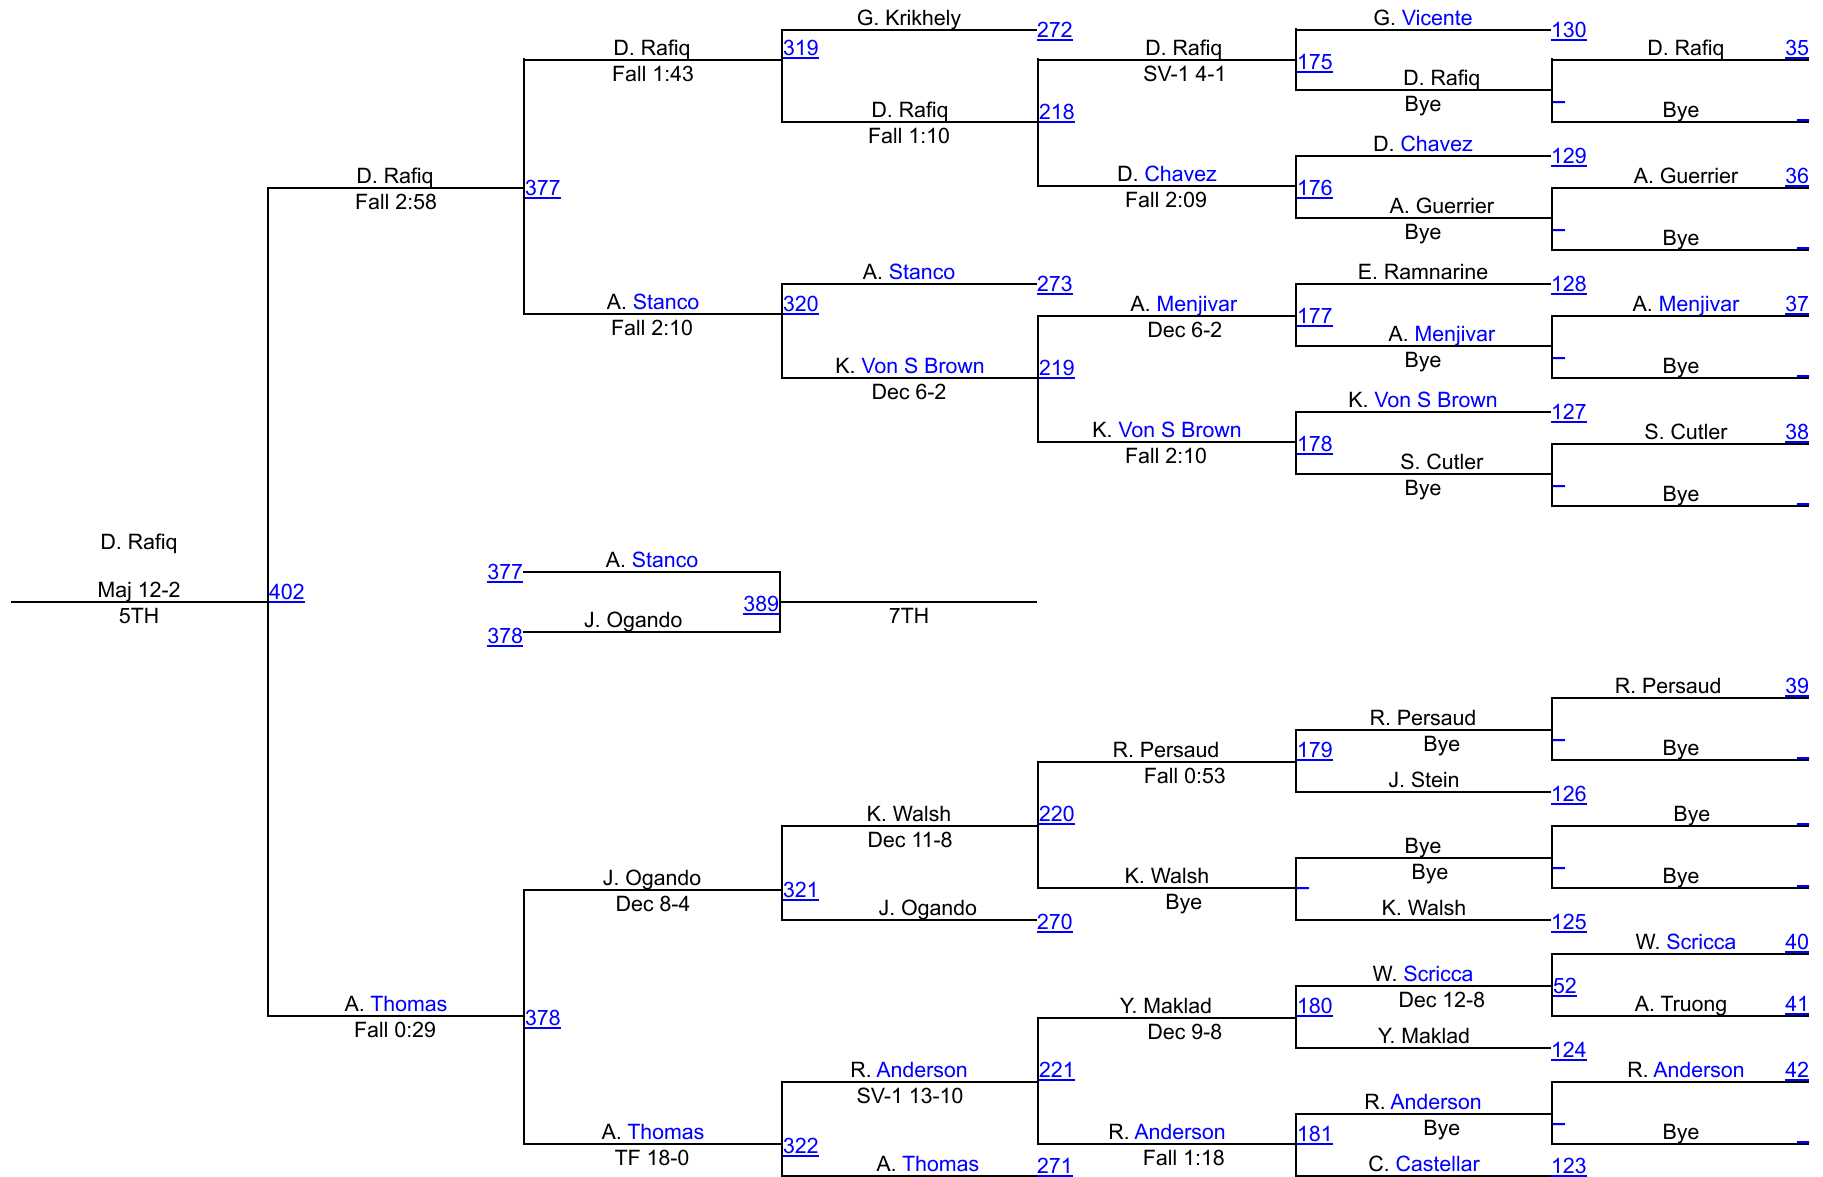 G. Krikhely
272
G. Vicente
130
D. Rafiq
319
D. Rafiq
D. Rafiq
35
Fall 1:43
SV-1 4-1
175
D. Rafiq
Bye
D. Rafiq
218
Bye
Fall 1:10
D. Chavez
129
D. Rafiq
377
D. Chavez
176
A. Guerrier
36
Fall 2:58
Fall 2:09
A. Guerrier
Bye
Bye
A. Stanco
273
E. Ramnarine
128
A. Stanco
320
A. Menjivar
177
A. Menjivar
37
Fall 2:10
Dec 6-2
A. Menjivar
Bye
K. Von S Brown
219
Bye
Dec 6-2
K. Von S Brown
127
K. Von S Brown
178
S. Cutler
38
Fall 2:10
S. Cutler
Bye
Bye
D. Rafiq
Maj 12-2
402
5TH
377
A. Stanco
389
7TH
378
J. Ogando
R. Persaud
39
R. Persaud
Bye
R. Persaud
179
Bye
Fall 0:53
J. Stein
126
K. Walsh
220
Bye
Dec 11-8
Bye
Bye
J. Ogando
321
K. Walsh
Bye
Dec 8-4
Bye
J. Ogando
270
K. Walsh
125
W. Scricca
40
W. Scricca
52
A. Thomas
378
Y. Maklad
180
Dec 12-8
A. Truong
41
Fall 0:29
Dec 9-8
Y. Maklad
124
R. Anderson
221
R. Anderson
42
SV-1 13-10
R. Anderson
Bye
A. Thomas
322
R. Anderson
181
Bye
TF 18-0
Fall 1:18
A. Thomas
271
C. Castellar
123